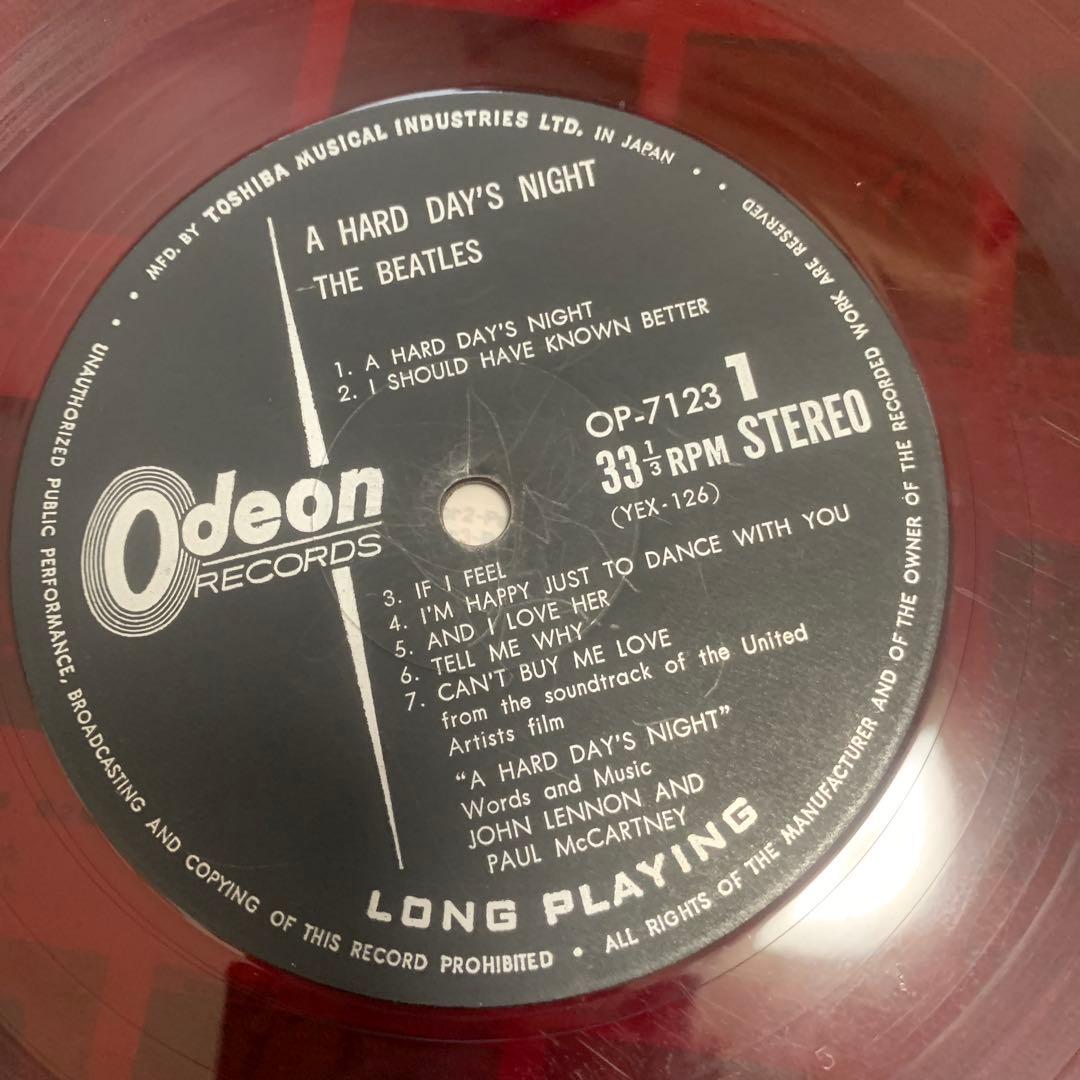 MFD. BY TOSHIBA MUSICAL INDUSTRIES LTD. IN JAPAN
A HARD DAY'S NIGHT
THE BEATLES
1. A HARD DAY'S NIGHT
2. I SHOULD HAVE KNOWN BETTER
OP-7123 1
33 1/3 RPM STEREO
(YEX-126)
Odeon
RECORDS
3. IF I FEEL
4. I'M HAPPY JUST TO DANCE WITH YOU
5. AND I LOVE HER
6. TELL ME WHY
7. CAN'T BUY ME LOVE
from the soundtrack of the United
Artists film
"A HARD DAY'S NIGHT"
Words and Music
JOHN LENNON AND
PAUL McCARTNEY
LONG PLAYING
UNAUTHORIZED PUBLIC PERFORMANCE, BROADCASTING AND COPYING OF THIS RECORD PROHIBITED • ALL RIGHTS OF THE MANUFACTURER AND OF THE OWNER OF THE RECORDED WORK ARE RESERVED